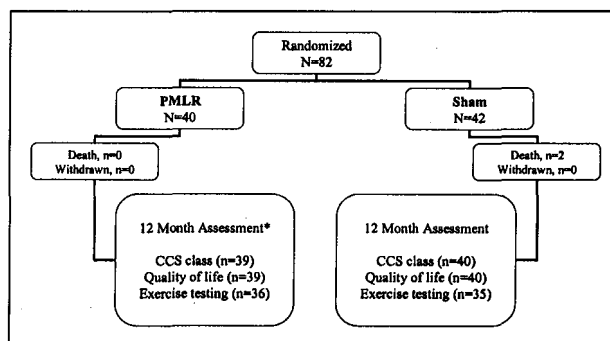 Randomized
N=82
PMLR
N=40
Sham
N=42
Death, n=0
Withdrawn, n=0
Death, n=2
Withdrawn, n=0
12 Month Assessment*
CCS class (n=39)
Quality of life (n=39)
Exercise testing (n=36)
12 Month Assessment
CCS class (n=40)
Quality of life (n=40)
Exercise testing (n=35)